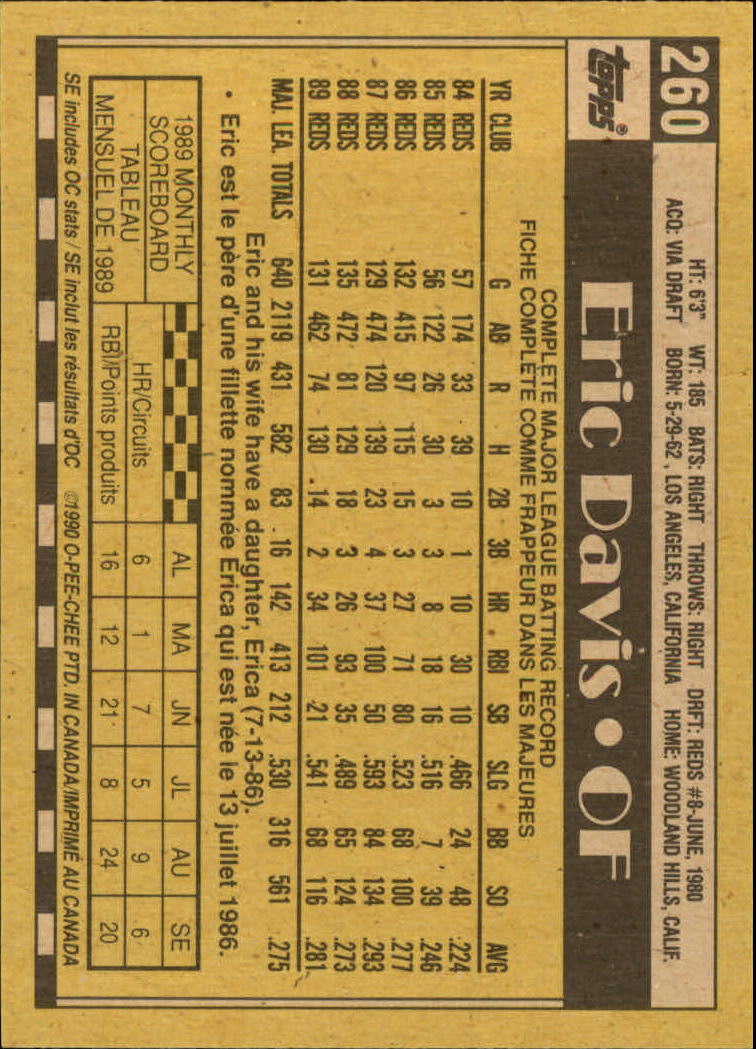 260
HT: 6'3" WT: 185 BATS: RIGHT THROWS: RIGHT DRFT: REDS #8-JUNE, 1980
ACQ: VIA DRAFT BORN: 5-29-62, LOS ANGELES, CALIFORNIA HOME: WOODLAND HILLS, CALIF.
topps®
Eric Davis • OF
COMPLETE MAJOR LEAGUE BATTING RECORD
FICHE COMPLETE COMME FRAPPEUR DANS LES MAJEURES
YR CLUB G AB R H 2B 3B HR RBI SB SLG BB SO AVG
84 REDS 57 174 33 39 10 1 10 30 10 .466 24 48 .224
85 REDS 56 122 26 30 3 3 8 18 16 .516 7 39 .246
86 REDS 132 415 97 115 15 3 27 71 80 .523 68 100 .277
87 REDS 129 474 120 139 23 4 37 100 50 .593 84 134 .293
88 REDS 135 472 81 129 18 3 26 93 35 .489 65 124 .273
89 REDS 131 462 74 130 14 2 34 101 21 .541 68 116 .281
MAJ. LEA. TOTALS 640 2119 431 582 83 16 142 413 212 .530 316 561 .275
Eric and his wife have a daughter, Erica (7-13-86).
• Eric est le père d'une fillette nommée Erica qui est née le 13 juillet 1986.
1989 MONTHLY SCOREBOARD
TABLEAU MENSUEL DE 1989
AL MA JN JL AU SE
HR/Circuits 6 1 7 5 9 6
RBI/Points produits 16 12 21 8 24 20
SE includes OC stats / SE inclut les résultats d'OC ©1990 O-PEE-CHEE PTD. IN CANADA/IMPRIMÉ AU CANADA